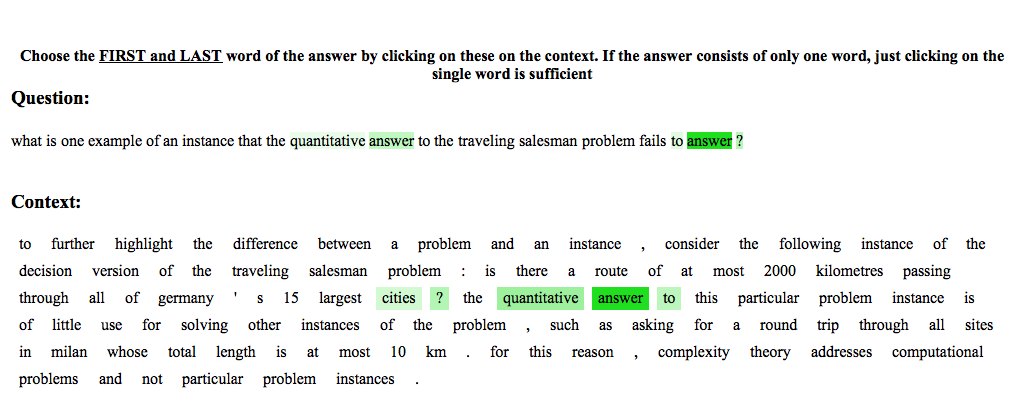 Choose the FIRST and LAST word of the answer by clicking on these on the context. If the answer consists of only one word, just clicking on the
single word is sufficient
Question:
what is one example of an instance that the quantitative answer to the traveling salesman problem fails to answer ?
Context:
to further highlight the difference between a problem and an instance , consider the following instance of the
decision version of the traveling salesman problem : is there a route of at most 2000 kilometres passing
through all of germany ' s 15 largest cities ? the quantitative answer to this particular problem instance is
of little use for solving other instances of the problem , such as asking for a round trip through all sites
in milan whose total length is at most 10 km . for this reason , complexity theory addresses computational
problems and not particular problem instances .